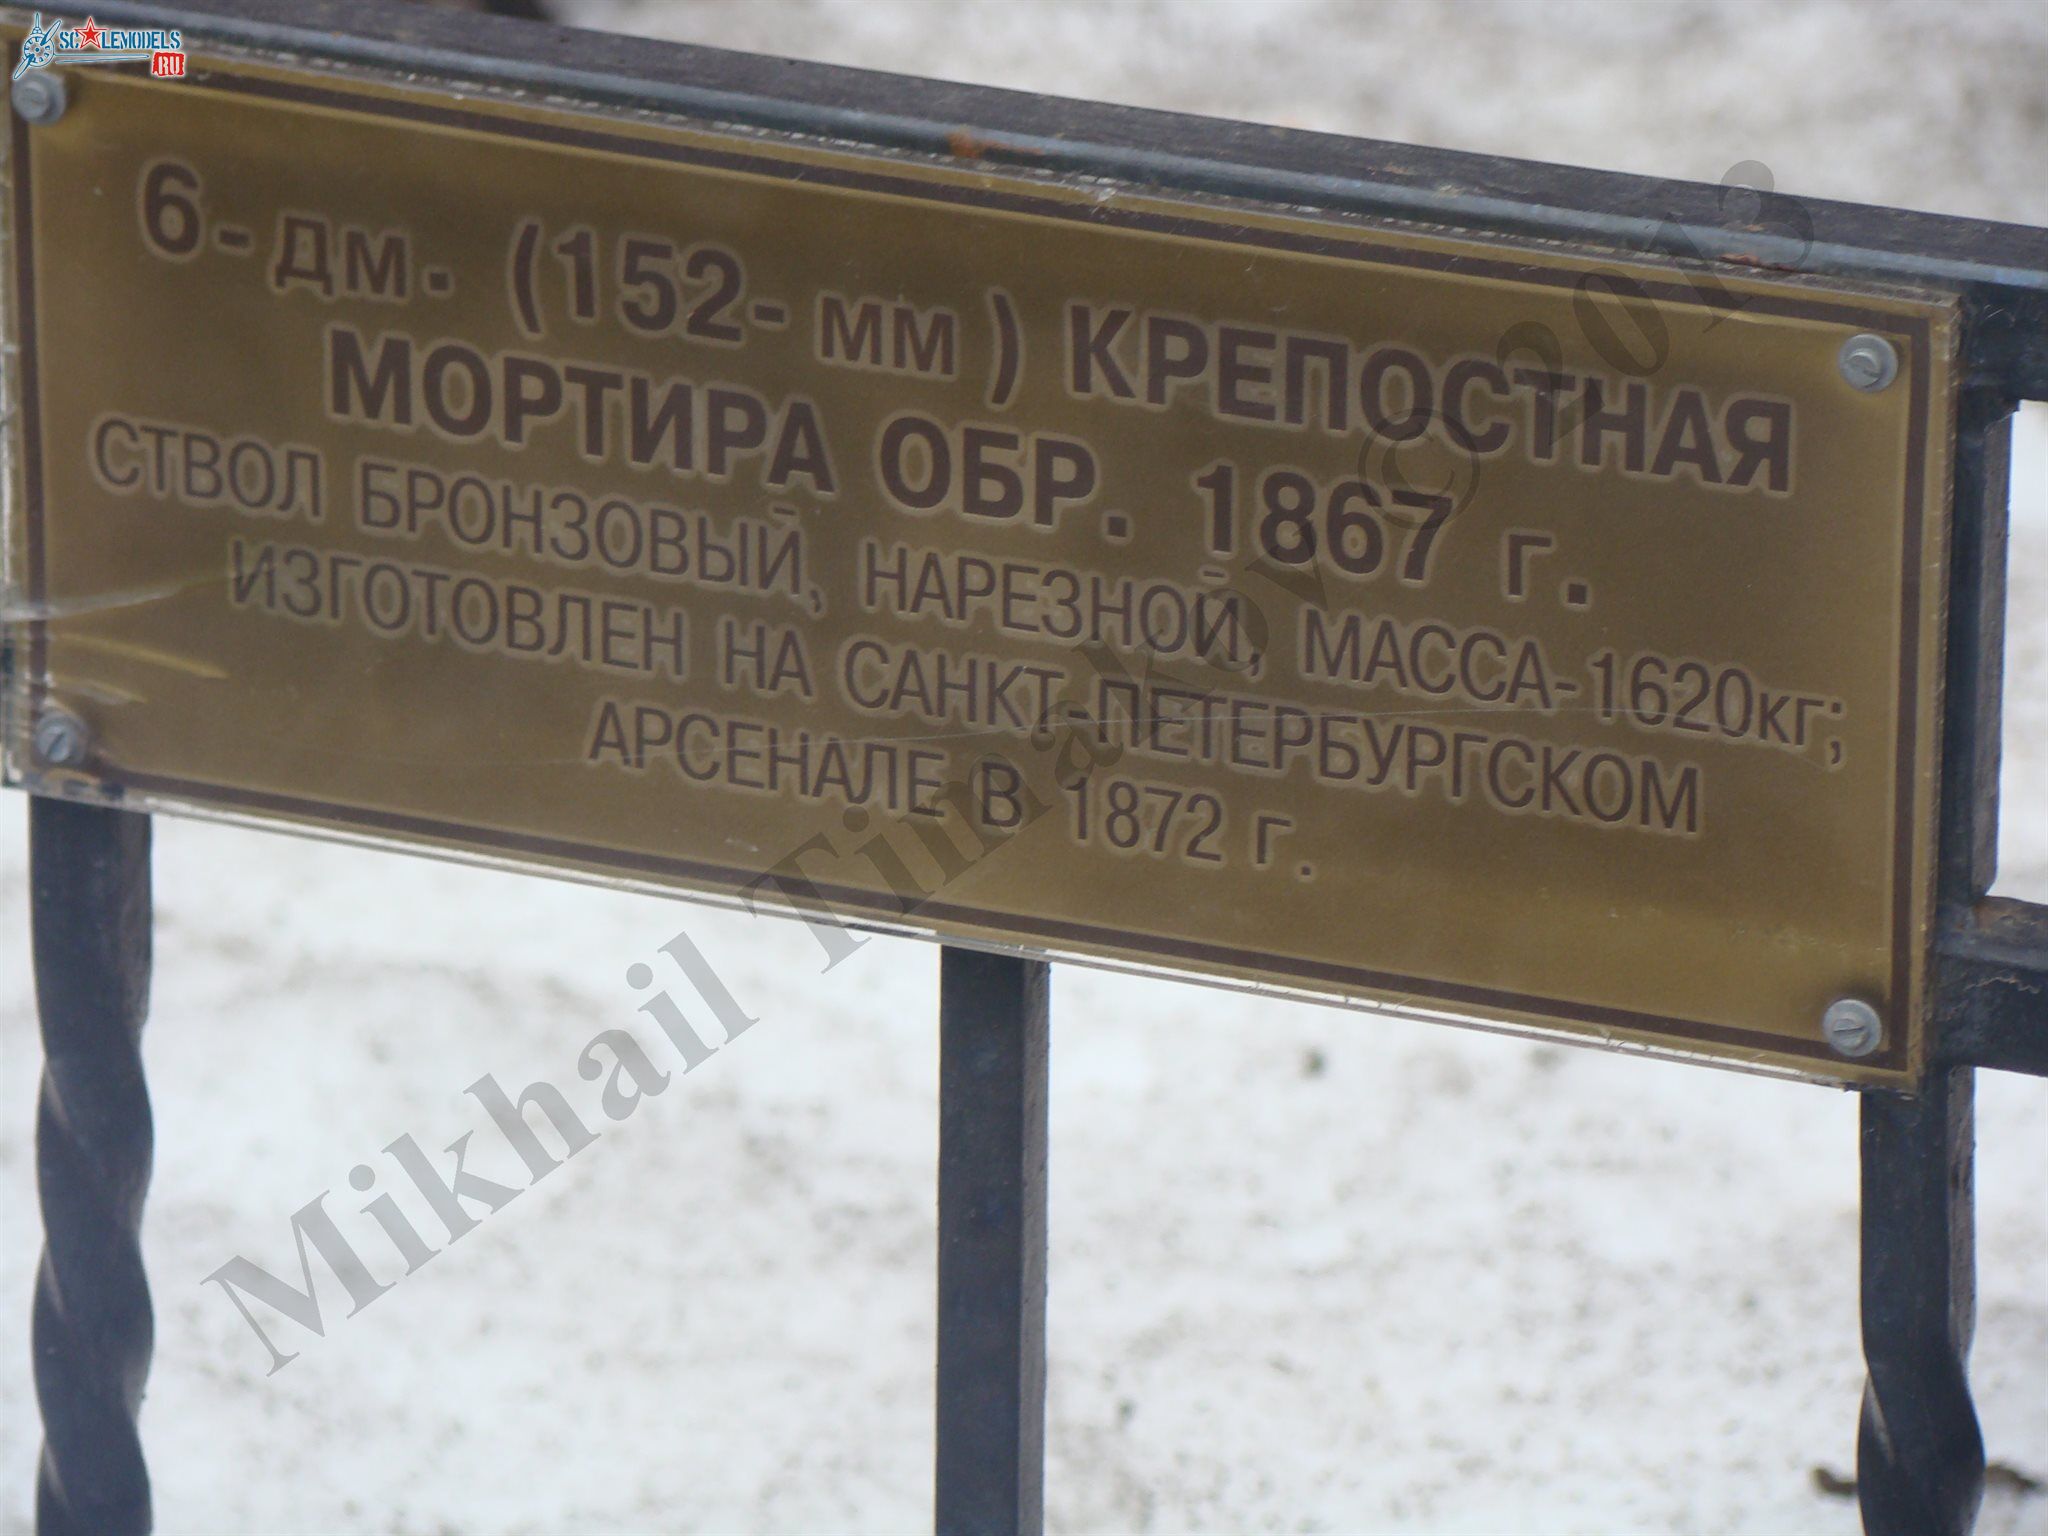 SCALEMODELS
RU
6-дм. (152-мм) КРЕПОСТНАЯ
МОРТИРА ОБР. 1867 г.
СТВОЛ БРОНЗОВЫЙ, НАРЕЗНОЙ, МАССА-1620кг;
ИЗГОТОВЛЕН НА САНКТ-ПЕТЕРБУРГСКОМ
АРСЕНАЛЕ В 1872 г.
Mikhail Timakov © 2013